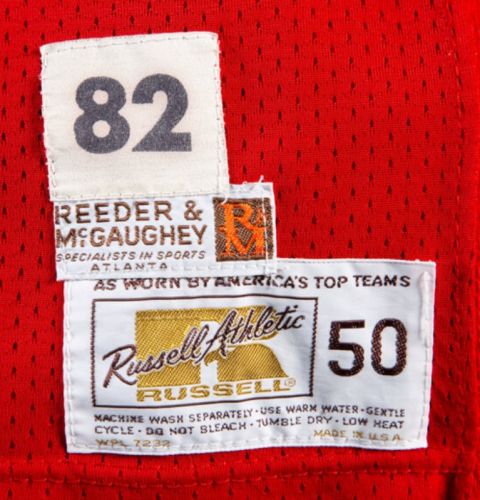 82
REEDER &
McGAUGHEY
SPECIALISTS IN SPORTS
ATLANTA
RM
AS WORN BY AMERICA'S TOP TEAMS
Russell Athletic
RUSSELL®
50
MACHINE WASH SEPARATELY·USE WARM WATER·GENTLE
CYCLE·DO NOT BLEACH·TUMBLE DRY·LOW HEAT
WPL 7232 MADE IN U.S.A.